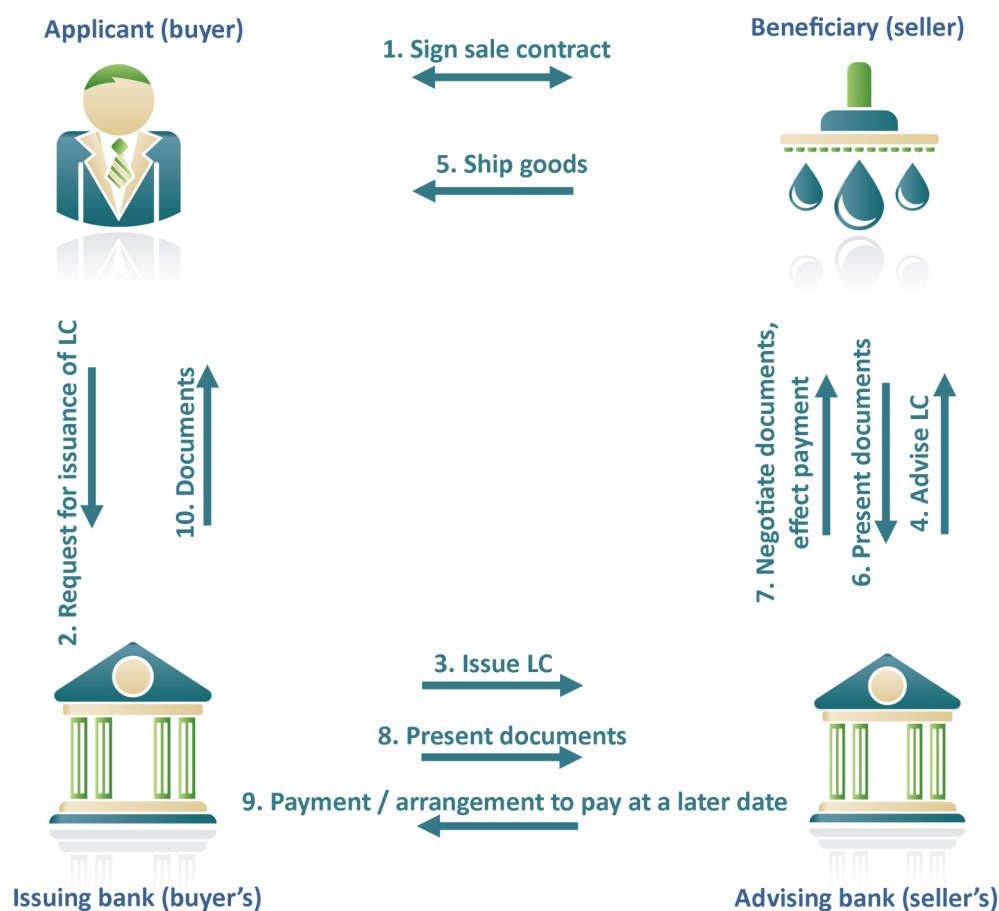 Applicant (buyer)
Beneficiary (seller)
1. Sign sale contract
5. Ship goods
2. Request for issuance of LC
10. Documents
7. Negotiate documents,
effect payment
6. Present documents
4. Advise LC
3. Issue LC
8. Present documents
9. Payment / arrangement to pay at a later date
Issuing bank (buyer's)
Advising bank (seller's)